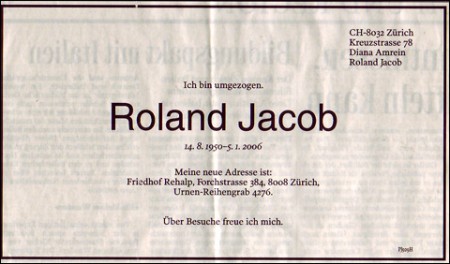 CH-8032 Zürich
Kreuzstrasse 78
Diana Amrein
Roland Jacob
Ich bin umgezogen.
Roland Jacob
14. 8. 1950–5. 1. 2006
Meine neue Adresse ist:
Friedhof Rehalp, Forchstrasse 384, 8008 Zürich,
Urnen-Reihengrab 4276.
Über Besuche freue ich mich.